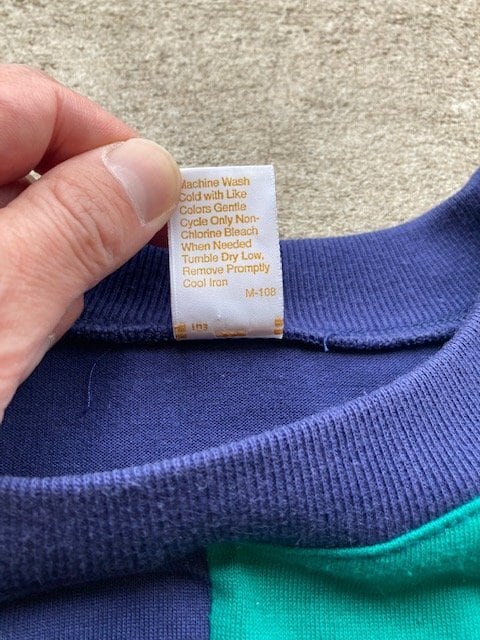 Machine Wash
Cold with Like
Colors Gentle
Cycle Only Non-
Chlorine Bleach
When Needed
Tumble Dry Low,
Remove Promptly
Cool Iron
M-108